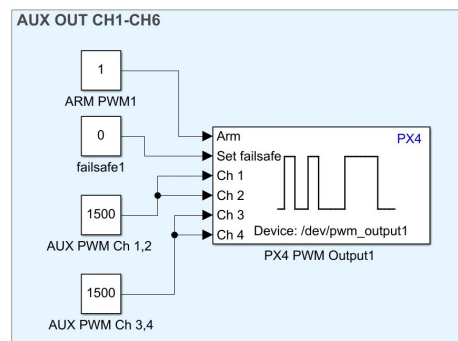 AUX OUT CH1-CH6
1
ARM PWM1
0
failsafe1
1500
AUX PWM Ch 1,2
1500
AUX PWM Ch 3,4
Arm
PX4
Set failsafe
Ch 1
Ch 2
Ch 3
Ch 4
Device: /dev/pwm_output1
PX4 PWM Output1